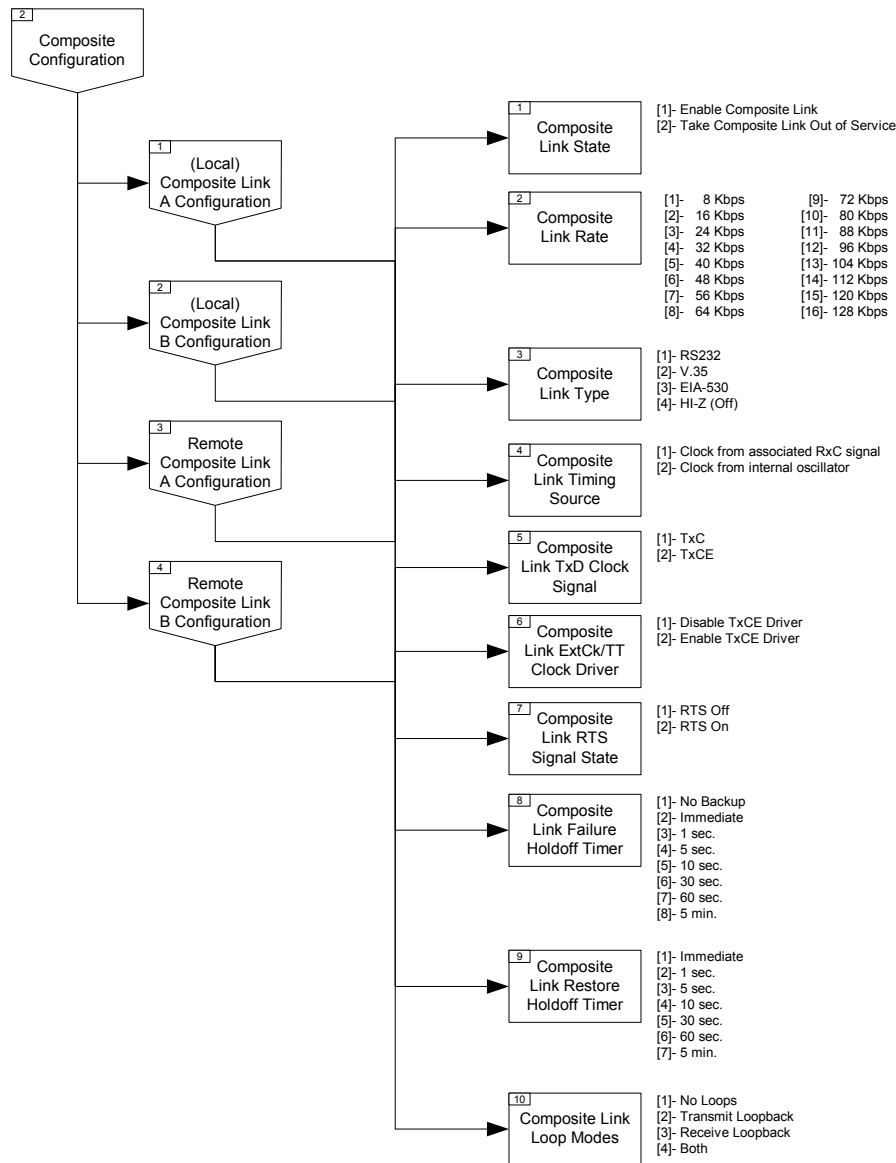 2
Composite
Configuration
1
(Local)
Composite Link
A Configuration
2
(Local)
Composite Link
B Configuration
3
Remote
Composite Link
A Configuration
4
Remote
Composite Link
B Configuration
1
Composite
Link State
[1]- Enable Composite Link
[2]- Take Composite Link Out of Service
2
Composite
Link Rate
[1]- 8 Kbps
[2]- 16 Kbps
[3]- 24 Kbps
[4]- 32 Kbps
[5]- 40 Kbps
[6]- 48 Kbps
[7]- 56 Kbps
[8]- 64 Kbps
[9]- 72 Kbps
[10]- 80 Kbps
[11]- 88 Kbps
[12]- 96 Kbps
[13]- 104 Kbps
[14]- 112 Kbps
[15]- 120 Kbps
[16]- 128 Kbps
3
Composite
Link Type
[1]- RS232
[2]- V.35
[3]- EIA-530
[4]- HI-Z (Off)
4
Composite
Link Timing
Source
[1]- Clock from associated RxC signal
[2]- Clock from internal oscillator
5
Composite
Link TxD Clock
Signal
[1]- TxC
[2]- TxCE
6
Composite
Link ExtCk/TT
Clock Driver
[1]- Disable TxCE Driver
[2]- Enable TxCE Driver
7
Composite
Link RTS
Signal State
[1]- RTS Off
[2]- RTS On
8
Composite
Link Failure
Holdoff Timer
[1]- No Backup
[2]- Immediate
[3]- 1 sec.
[4]- 5 sec.
[5]- 10 sec.
[6]- 30 sec.
[7]- 60 sec.
[8]- 5 min.
9
Composite
Link Restore
Holdoff Timer
[1]- Immediate
[2]- 1 sec.
[3]- 5 sec.
[4]- 10 sec.
[5]- 30 sec.
[6]- 60 sec.
[7]- 5 min.
10
Composite Link
Loop Modes
[1]- No Loops
[2]- Transmit Loopback
[3]- Receive Loopback
[4]- Both